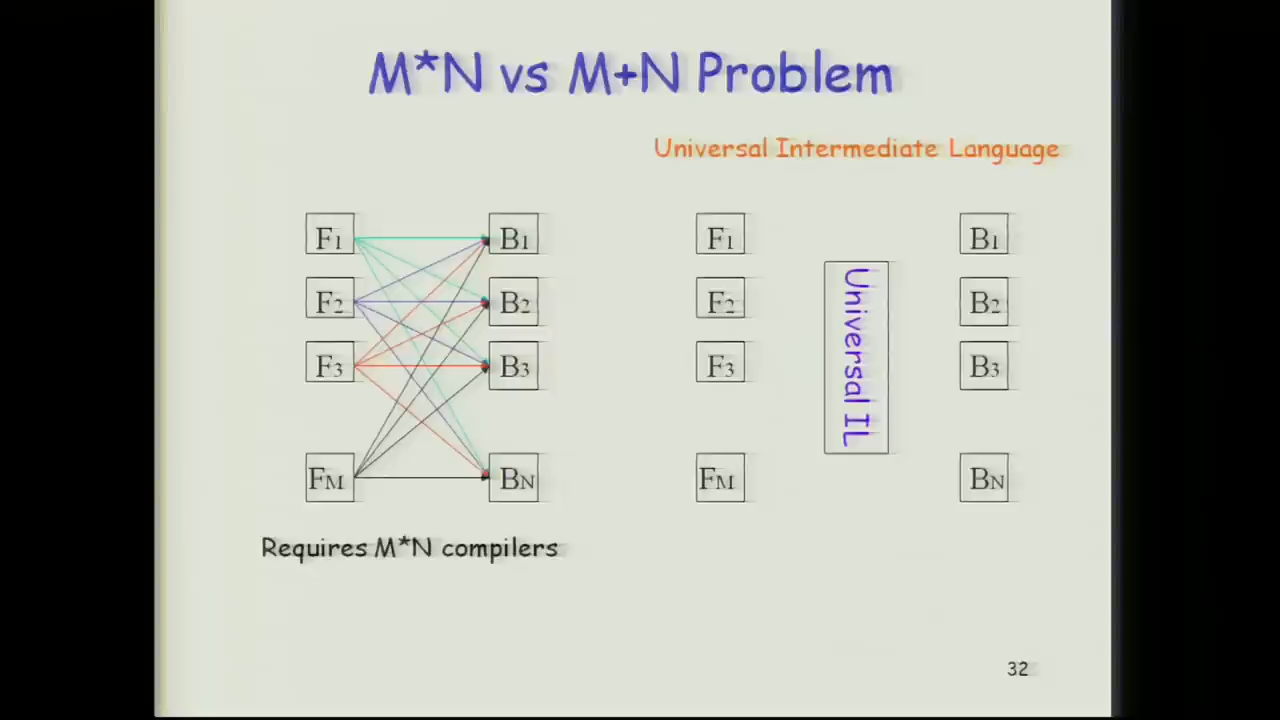 M*N vs M+N Problem
Universal Intermediate Language
F1 B1 F1 B1
F2 B2 F2 B2
F3 B3 F3 B3
Universal IL
FM BN FM BN
Requires M*N compilers
32